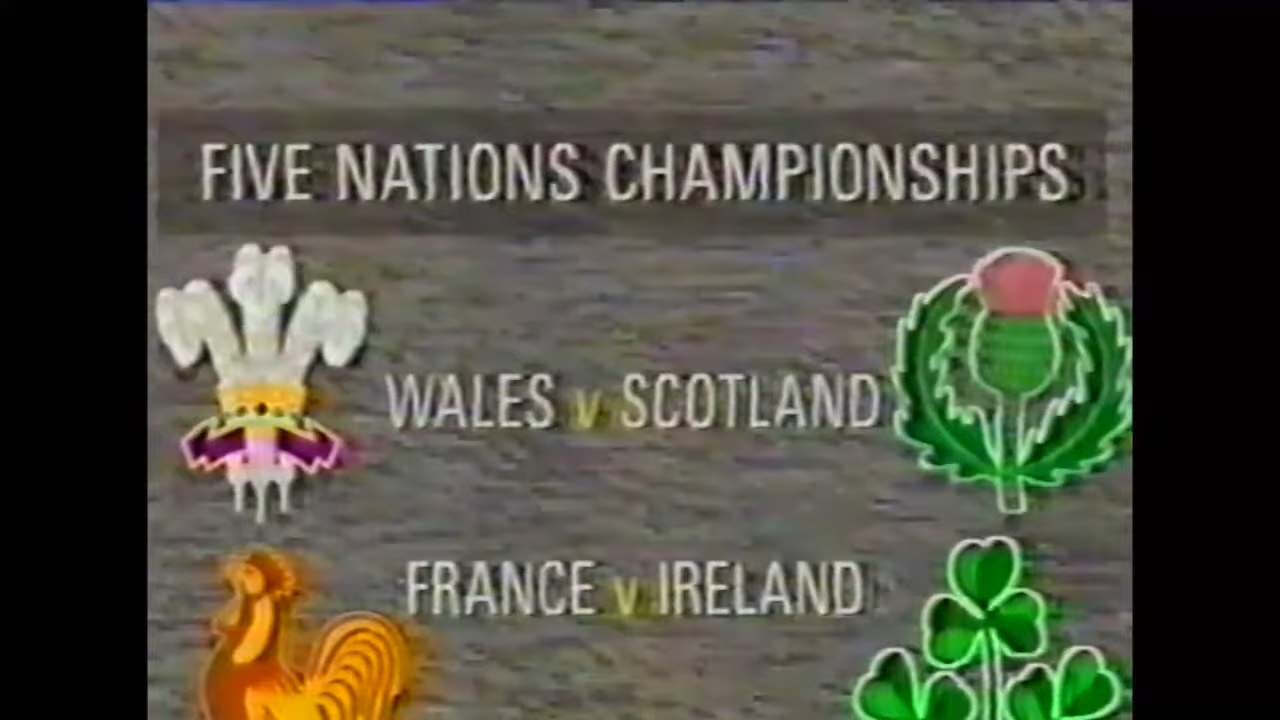 FIVE NATIONS CHAMPIONSHIPS
WALES v SCOTLAND
FRANCE v IRELAND